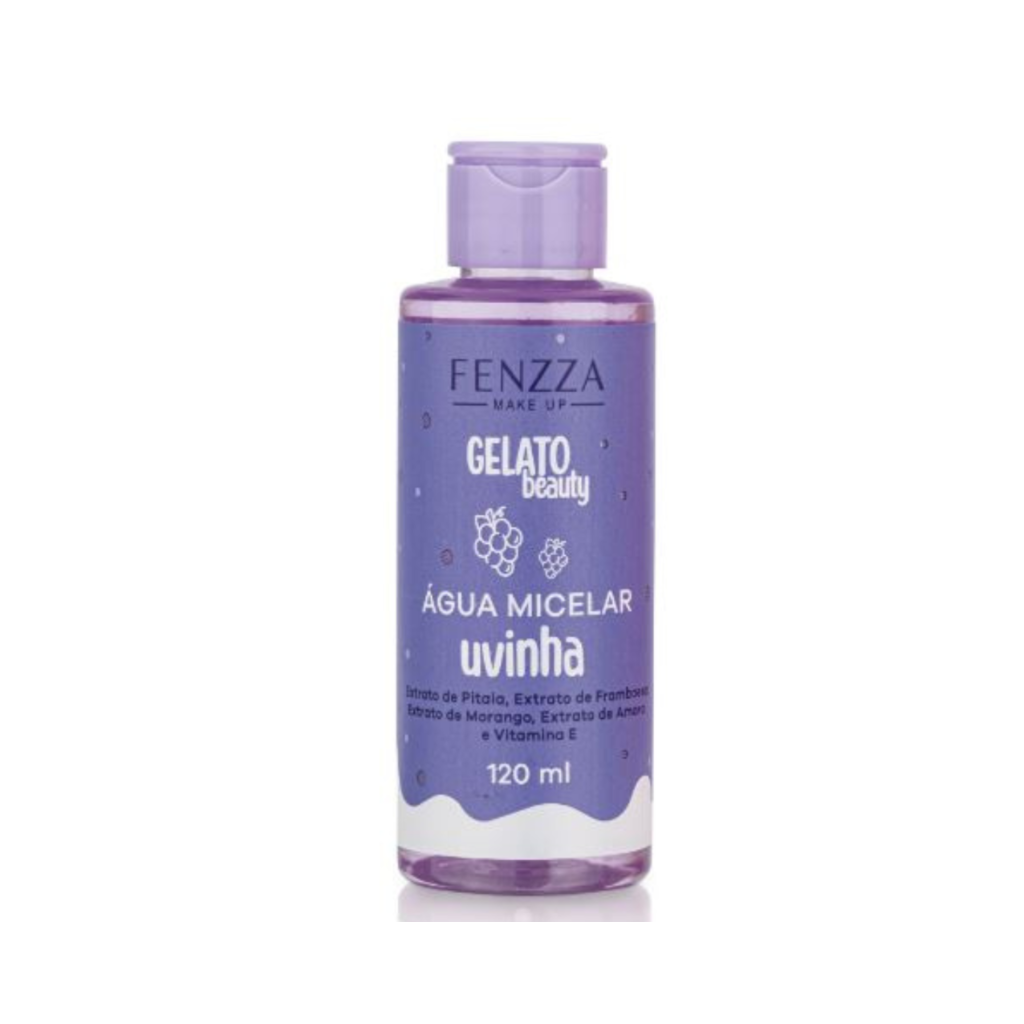 FENZZA
MAKE UP
GELATO
beauty
ÁGUA MICELAR
uvinha
Extrato de Pitaia, Extrato de Framboesa
Extrato de Morango, Extrato de Amora
e Vitamina E
120 ml